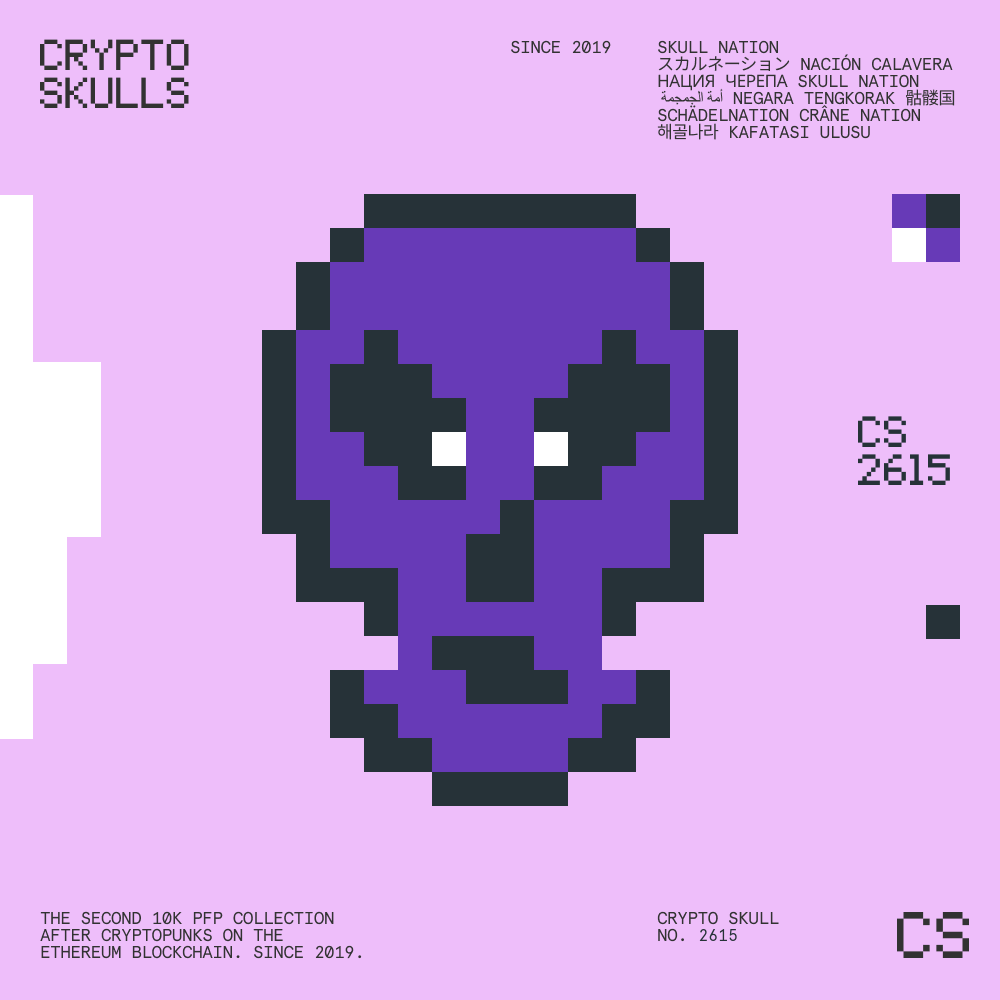 CRYPTO
SKULLS
SINCE 2019
SKULL NATION
スカルネーション NACIÓN CALAVERA
НАЦИЯ ЧЕРЕПА SKULL NATION
أمة الجمجمة NEGARA TENGKORAK 骷髅国
SCHÄDELNATION CRÂNE NATION
해골나라 KAFATASI ULUSU
CS
2615
THE SECOND 10K PFP COLLECTION
AFTER CRYPTOPUNKS ON THE
ETHEREUM BLOCKCHAIN. SINCE 2019.
CRYPTO SKULL
NO. 2615
CS